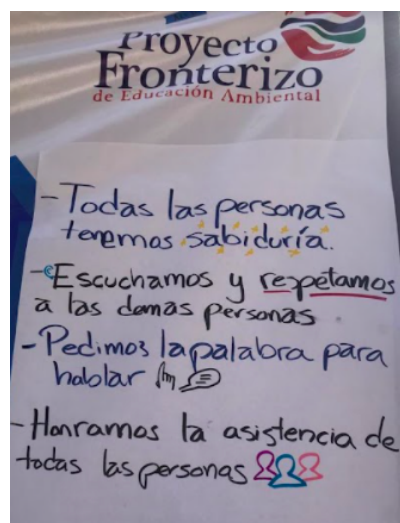 Proyecto
Fronterizo
de Educación Ambiental
- Todas las personas
tenemos sabiduría.
- Escuchamos y respetamos
a las demas personas
- Pedimos la palabra para
hablar
- Honramos la asistencia de
todas las personas